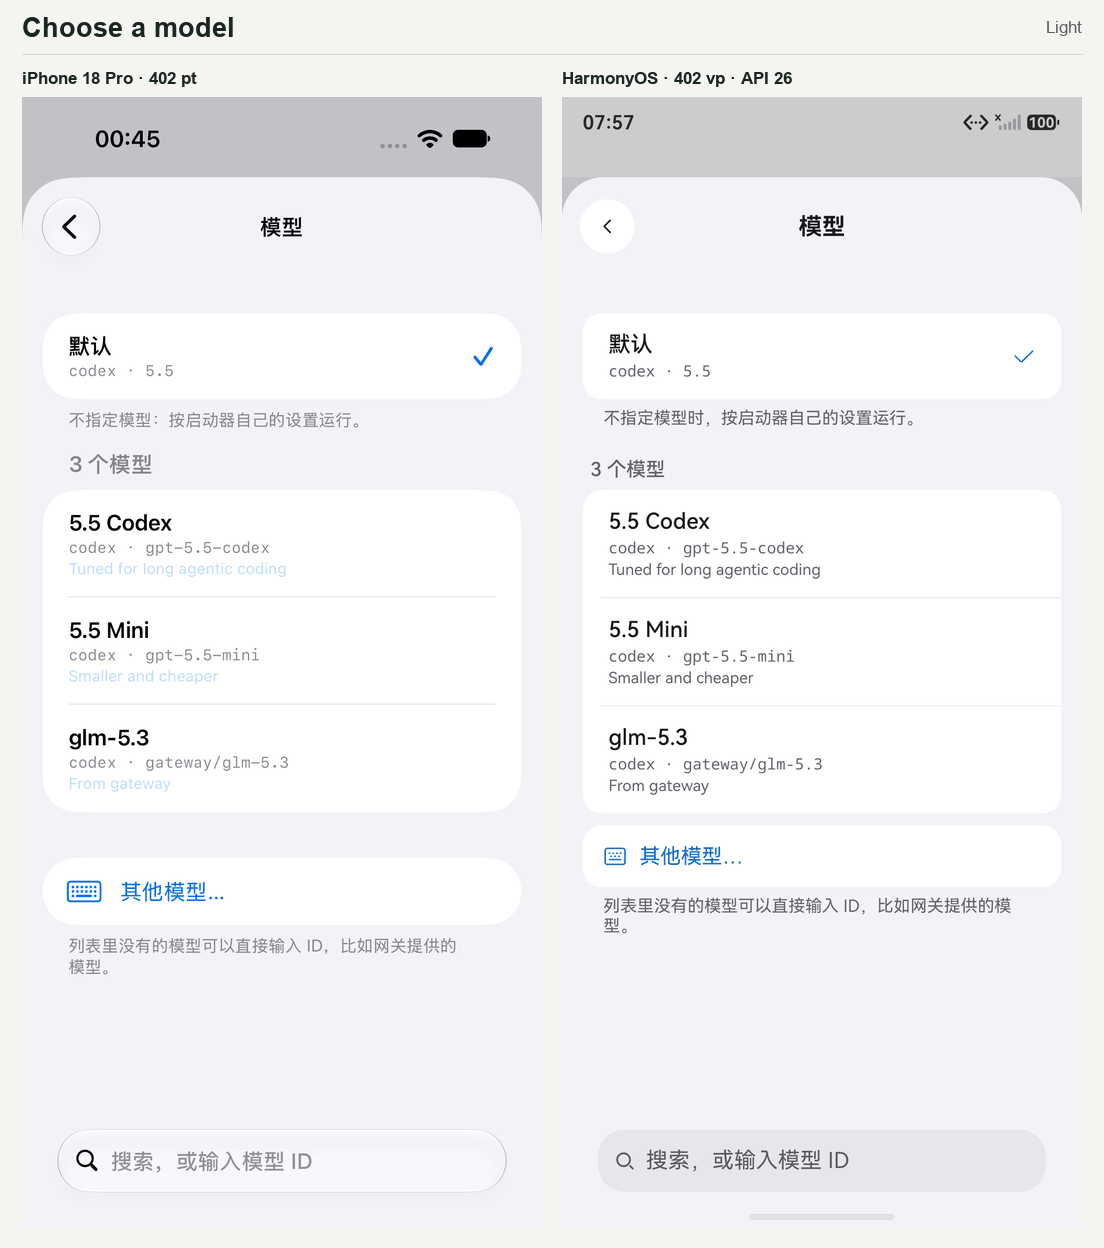 Choose a model
Light
iPhone 18 Pro · 402 pt
00:45
模型
默认
codex · 5.5
不指定模型：按启动器自己的设置运行。
3 个模型
5.5 Codex
codex · gpt-5.5-codex
Tuned for long agentic coding
5.5 Mini
codex · gpt-5.5-mini
Smaller and cheaper
glm-5.3
codex · gateway/glm-5.3
From gateway
其他模型...
列表里没有的模型可以直接输入 ID，比如网关提供的
模型。
搜索，或输入模型 ID
HarmonyOS · 402 vp · API 26
07:57
100
模型
默认
codex · 5.5
不指定模型时，按启动器自己的设置运行。
3 个模型
5.5 Codex
codex · gpt-5.5-codex
Tuned for long agentic coding
5.5 Mini
codex · gpt-5.5-mini
Smaller and cheaper
glm-5.3
codex · gateway/glm-5.3
From gateway
其他模型...
列表里没有的模型可以直接输入 ID，比如网关提供的模
型。
搜索，或输入模型 ID